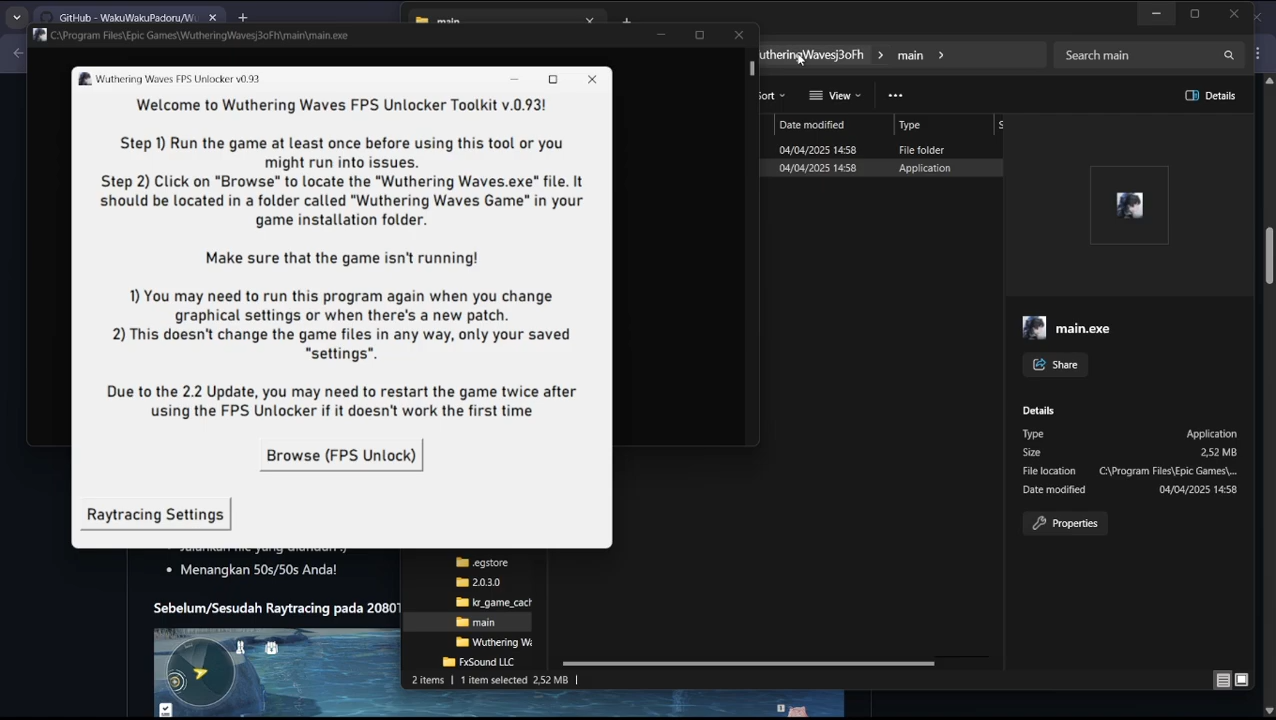 GitHub - WakuWakuPadoru/Wu
main
C:\Program Files\Epic Games\WutheringWavesj3oFh\main\main.exe
utheringWavesj3oFh > main >
Search main
Wuthering Waves FPS Unlocker v0.93
Sort
View
Details
Welcome to Wuthering Waves FPS Unlocker Toolkit v.0.93!
Step 1) Run the game at least once before using this tool or you
might run into issues.
Step 2) Click on "Browse" to locate the "Wuthering Waves.exe" file. It
should be located in a folder called "Wuthering Waves Game" in your
game installation folder.
Make sure that the game isn't running!
1) You may need to run this program again when you change
graphical settings or when there's a new patch.
2) This doesn't change the game files in any way, only your saved
"settings".
Due to the 2.2 Update, you may need to restart the game twice after
using the FPS Unlocker if it doesn't work the first time
Browse (FPS Unlock)
Raytracing Settings
Date modified Type S
04/04/2025 14:58 File folder
04/04/2025 14:58 Application
main.exe
Share
Details
Type Application
Size 2,52 MB
File location C:\Program Files\Epic Games\...
Date modified 04/04/2025 14:58
Properties
Menangkan 50s/50s Anda!
Sebelum/Sesudah Raytracing pada 2080T
.egstore
2.0.3.0
kr_game_cach
main
Wuthering Wa
FxSound LLC
2 items 1 item selected 2,52 MB